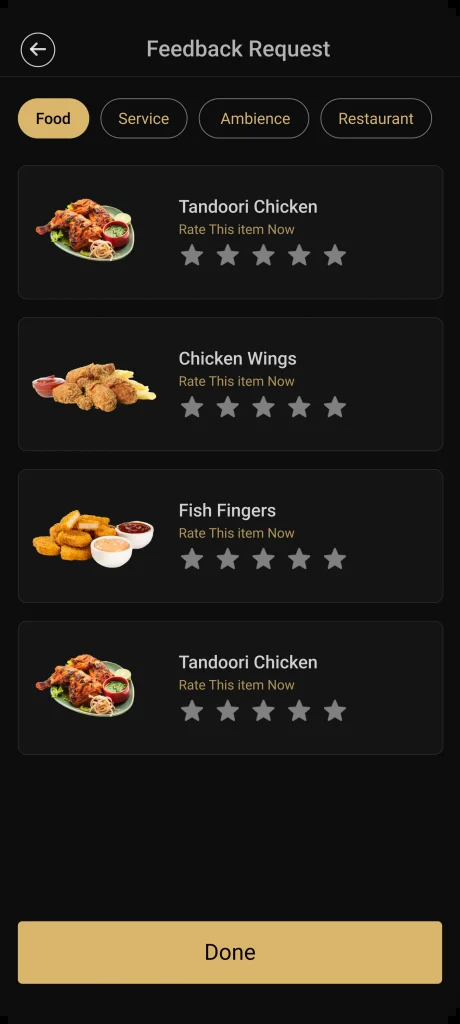 Feedback Request
Food
Service
Ambience
Restaurant
Tandoori Chicken
Rate This item Now
Chicken Wings
Rate This item Now
Fish Fingers
Rate This item Now
Tandoori Chicken
Rate This item Now
Done